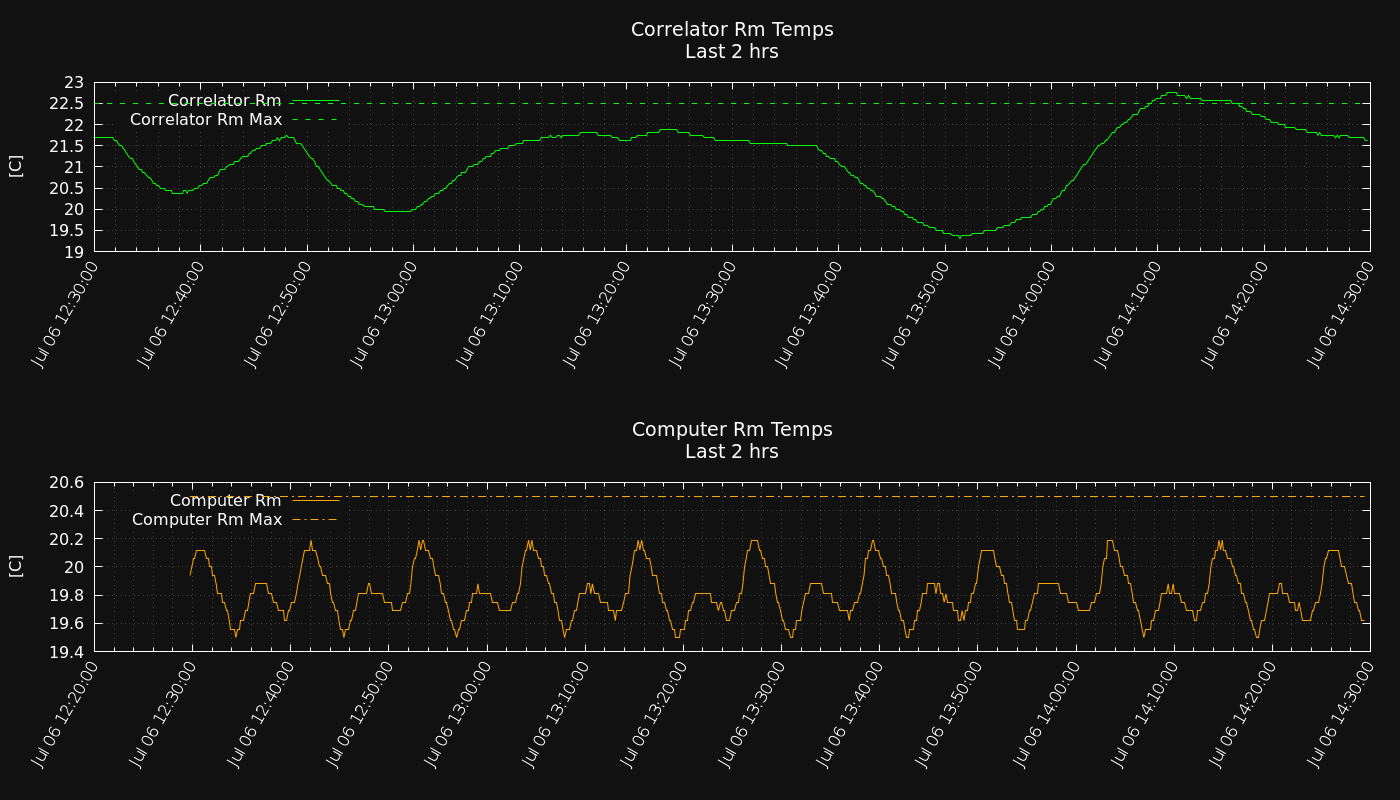 Correlator Rm Temps
Last 2 hrs
23
22.5
22
21.5
21
20.5
20
19.5
19
[C]
Correlator Rm
Correlator Rm Max
Jul 06 12:30:00
Jul 06 12:40:00
Jul 06 12:50:00
Jul 06 13:00:00
Jul 06 13:10:00
Jul 06 13:20:00
Jul 06 13:30:00
Jul 06 13:40:00
Jul 06 13:50:00
Jul 06 14:00:00
Jul 06 14:10:00
Jul 06 14:20:00
Jul 06 14:30:00
Computer Rm Temps
Last 2 hrs
20.6
20.4
20.2
20
19.8
19.6
19.4
[C]
Computer Rm
Computer Rm Max
Jul 06 12:20:00
Jul 06 12:30:00
Jul 06 12:40:00
Jul 06 12:50:00
Jul 06 13:00:00
Jul 06 13:10:00
Jul 06 13:20:00
Jul 06 13:30:00
Jul 06 13:40:00
Jul 06 13:50:00
Jul 06 14:00:00
Jul 06 14:10:00
Jul 06 14:20:00
Jul 06 14:30:00